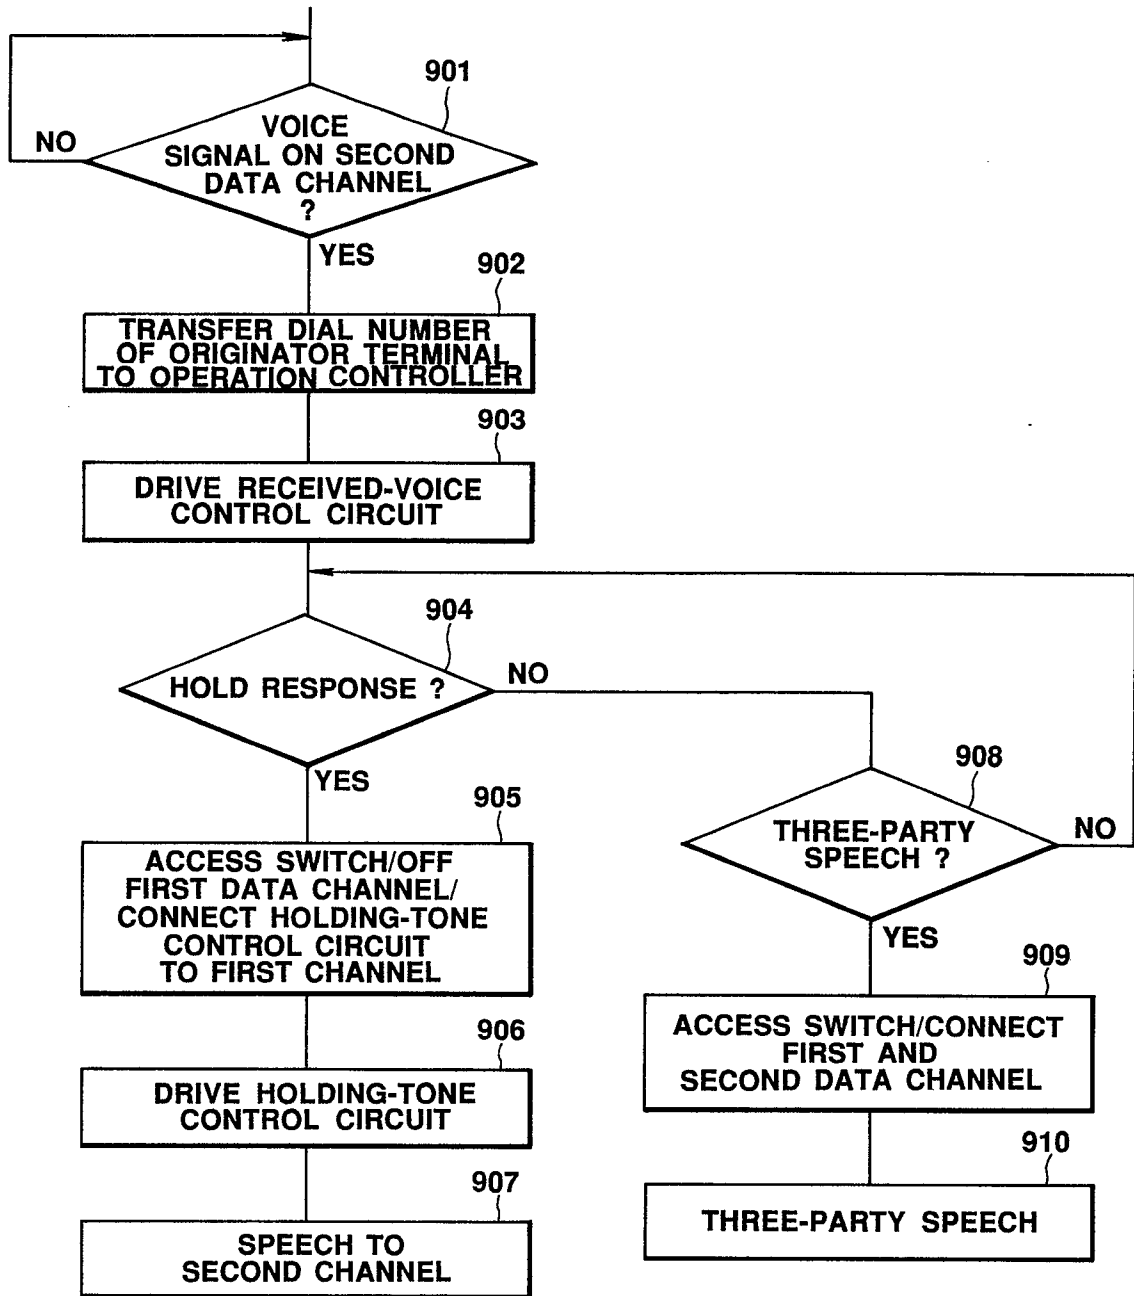 901
VOICE
SIGNAL ON SECOND
DATA CHANNEL
?
NO
YES
902
TRANSFER DIAL NUMBER
OF ORIGINATOR TERMINAL
TO OPERATION CONTROLLER
903
DRIVE RECEIVED-VOICE
CONTROL CIRCUIT
904
HOLD RESPONSE ?
NO
YES
905
ACCESS SWITCH/OFF
FIRST DATA CHANNEL/
CONNECT HOLDING-TONE
CONTROL CIRCUIT
TO FIRST CHANNEL
906
DRIVE HOLDING-TONE
CONTROL CIRCUIT
907
SPEECH TO
SECOND CHANNEL
908
THREE-PARTY
SPEECH ?
NO
YES
909
ACCESS SWITCH/CONNECT
FIRST AND
SECOND DATA CHANNEL
910
THREE-PARTY SPEECH